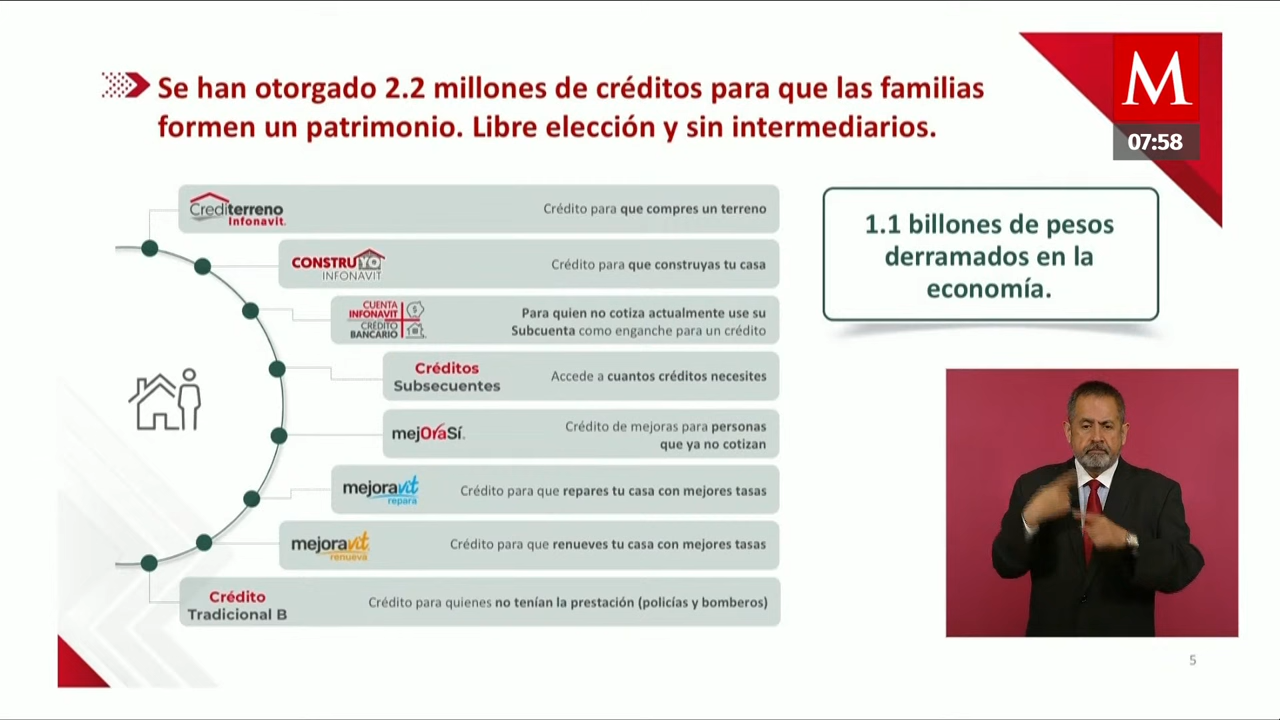 Se han otorgado 2.2 millones de créditos para que las familias
formen un patrimonio. Libre elección y sin intermediarios.
M
07:58
Crediterreno
Infonavit.
Crédito para que compres un terreno
CONSTRUYO
INFONAVIT
Crédito para que construyas tu casa
CUENTA
INFONAVIT
CRÉDITO
BANCARIO
Para quien no cotiza actualmente use su
Subcuenta como enganche para un crédito
Créditos
Subsecuentes
Accede a cuantos créditos necesites
mejOraSí.
Crédito de mejoras para personas
que ya no cotizan
mejoravit
repara
Crédito para que repares tu casa con mejores tasas
mejoravit
renueva
Crédito para que renueves tu casa con mejores tasas
Crédito
Tradicional B
Crédito para quienes no tenían la prestación (policías y bomberos)
1.1 billones de pesos
derramados en la
economía.
5